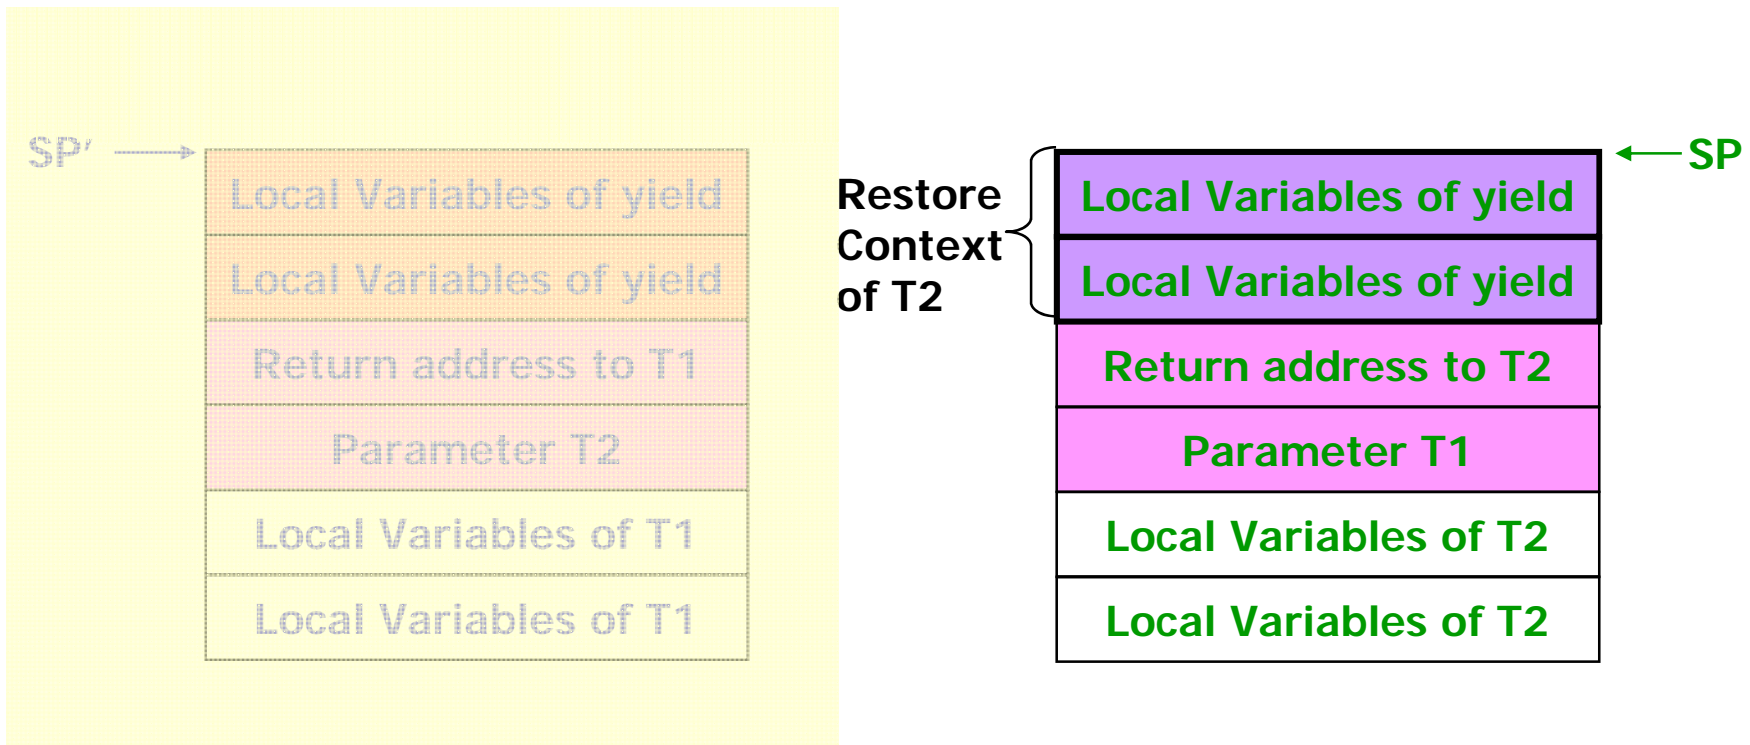 SP'
Local Variables of yield
Local Variables of yield
Return address to T1
Parameter T2
Local Variables of T1
Local Variables of T1
Restore
Context
of T2
SP
Local Variables of yield
Local Variables of yield
Return address to T2
Parameter T1
Local Variables of T2
Local Variables of T2